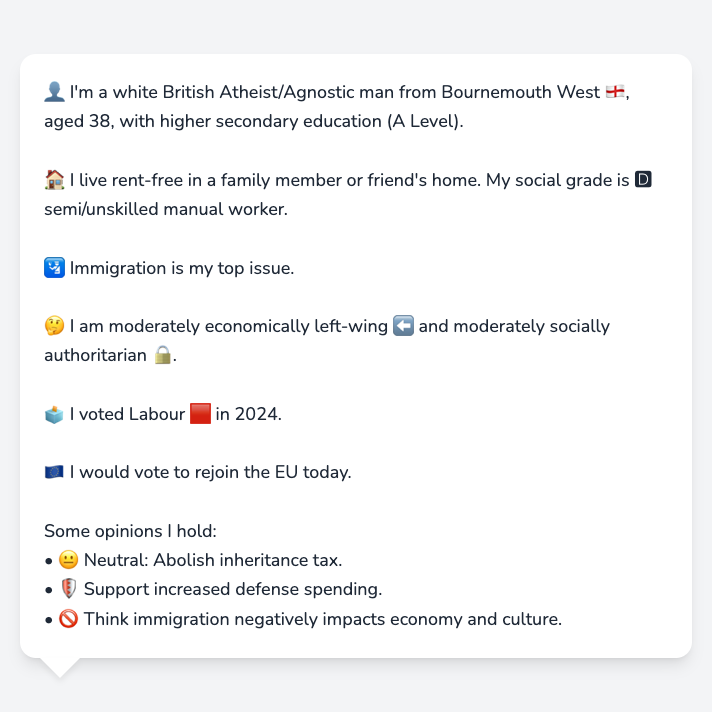 👤 I'm a white British Atheist/Agnostic man from Bournemouth West 🏴󠁧󠁢󠁥󠁮󠁧󠁿,
aged 38, with higher secondary education (A Level).
🏠 I live rent-free in a family member or friend's home. My social grade is 🅳
semi/unskilled manual worker.
🛂 Immigration is my top issue.
🤔 I am moderately economically left-wing ⬅️ and moderately socially
authoritarian 🔒.
🗳️ I voted Labour 🟥 in 2024.
🇪🇺 I would vote to rejoin the EU today.
Some opinions I hold:
• 😐 Neutral: Abolish inheritance tax.
• 🛡️ Support increased defense spending.
• 🚫 Think immigration negatively impacts economy and culture.